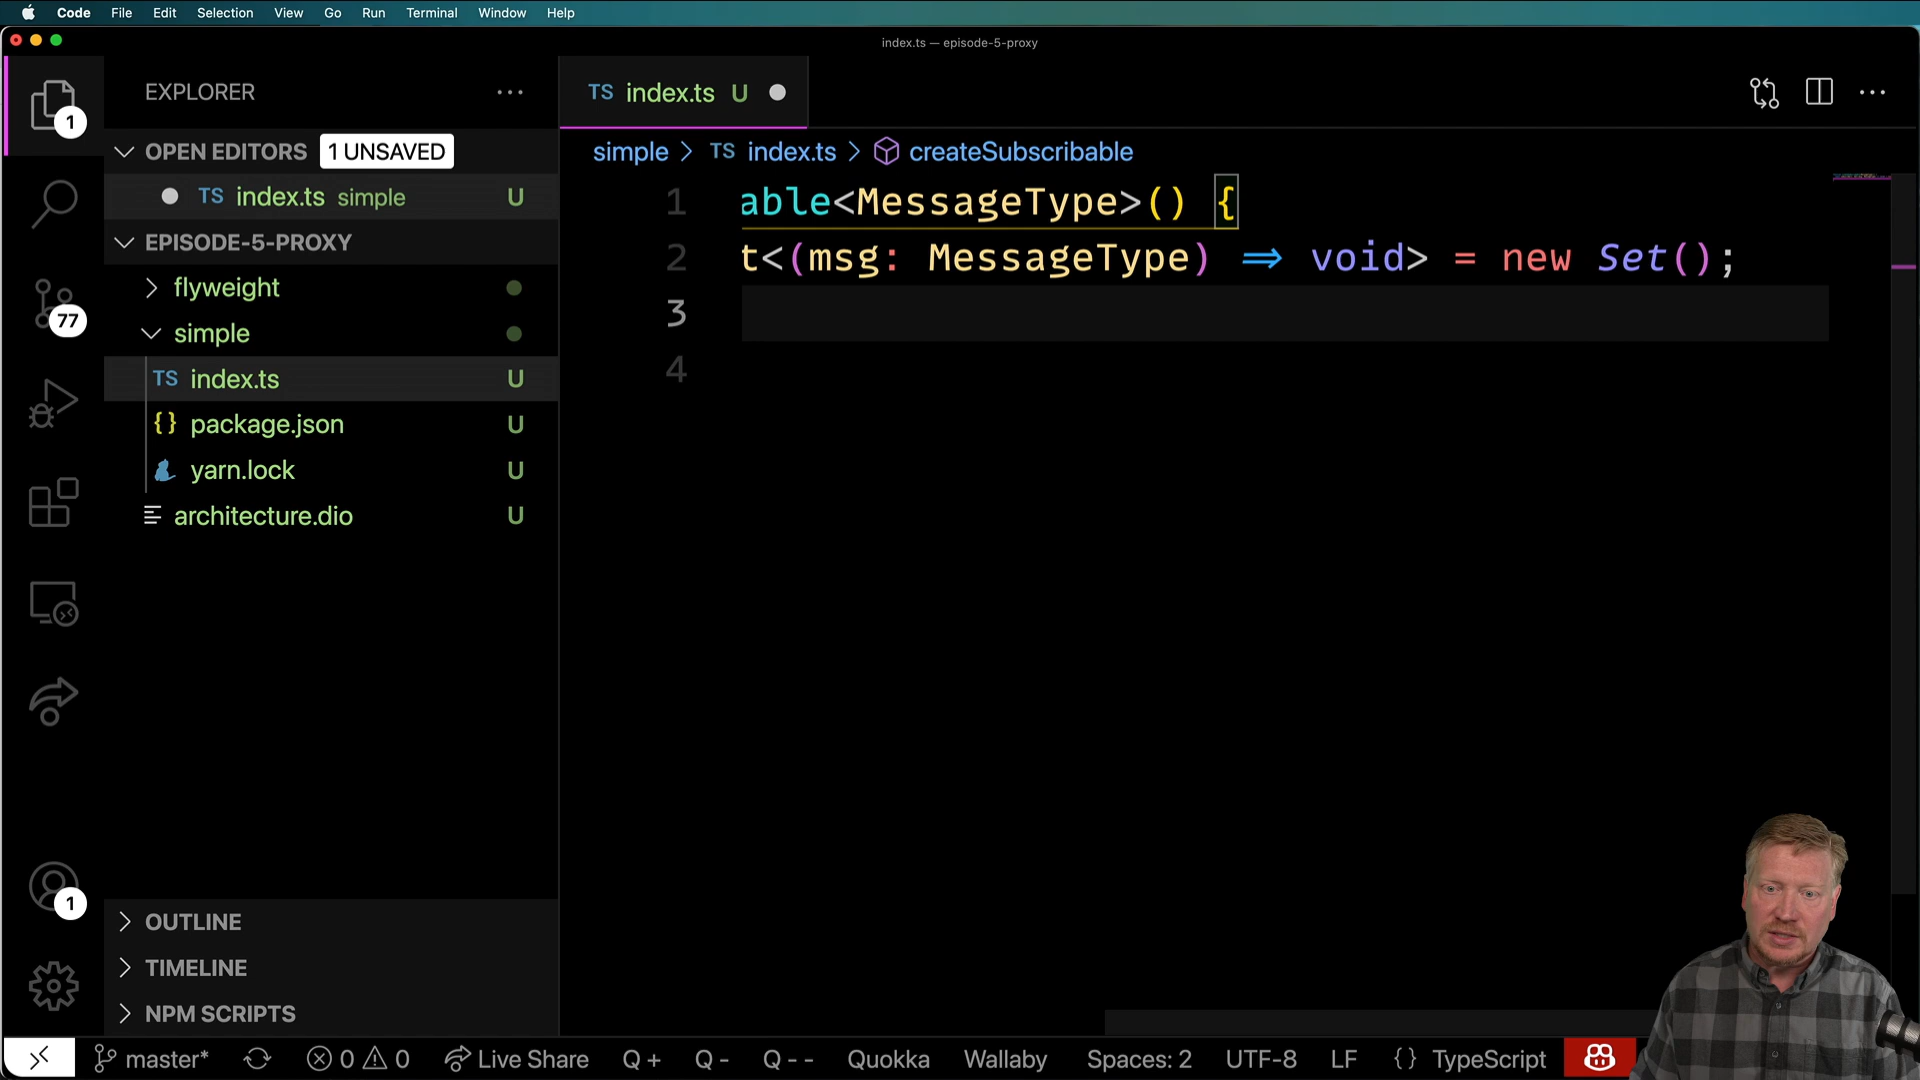 Code File Edit Selection View Go Run Terminal Window Help
index.ts — episode-5-proxy
EXPLORER
TS index.ts U
1
OPEN EDITORS 1 UNSAVED
simple > TS index.ts > createSubscribable
TS index.ts simple U
1 able<MessageType>() {
EPISODE-5-PROXY
2 t<(msg: MessageType) => void> = new Set();
flyweight
3
77
simple
4
TS index.ts U
{} package.json U
yarn.lock U
architecture.dio U
1
OUTLINE
TIMELINE
NPM SCRIPTS
master* 0 0 Live Share Q + Q - Q - - Quokka Wallaby Spaces: 2 UTF-8 LF {} TypeScript